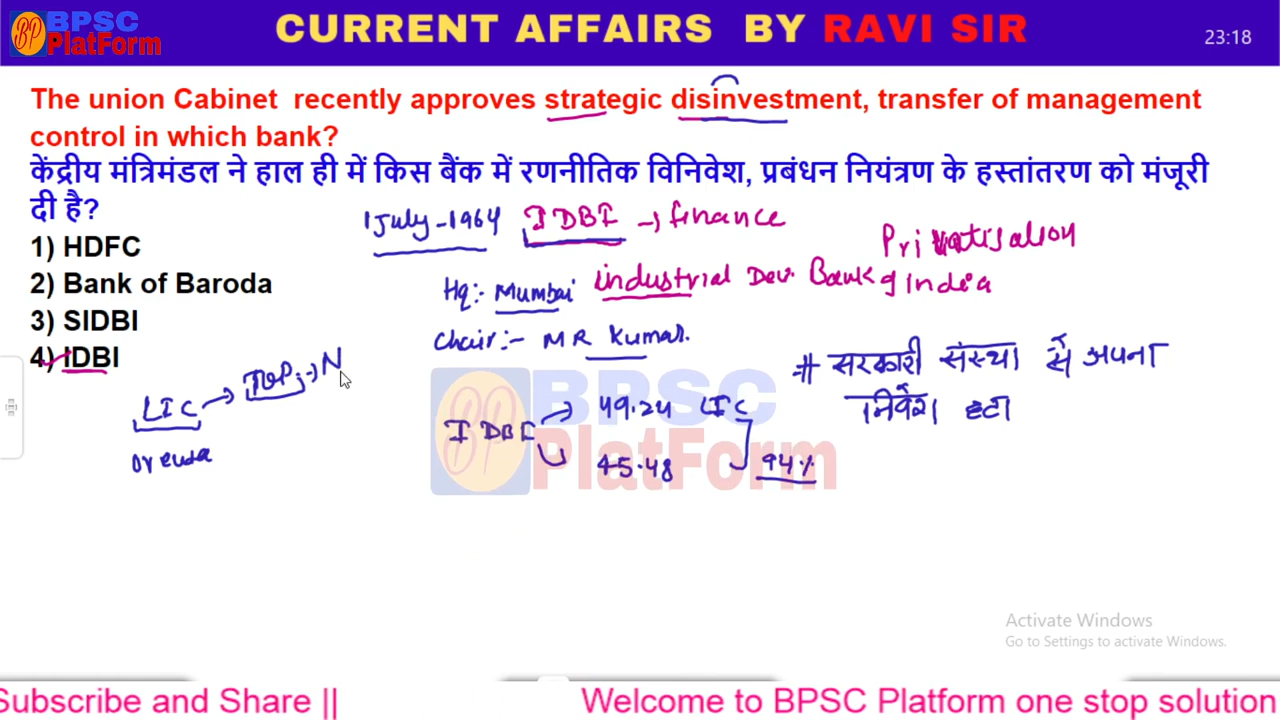 BPSC
PlatForm
CURRENT AFFAIRS BY RAVI SIR
23:18
The union Cabinet recently approves strategic disinvestment, transfer of management
control in which bank?
केंद्रीय मंत्रिमंडल ने हाल ही में किस बैंक में रणनीतिक विनिवेश, प्रबंधन नियंत्रण के हस्तांतरण को मंजूरी
दी है?
1 July - 1964 IDBI → finance
1) HDFC
Privatisation
2) Bank of Baroda
Hq:- Mumbai industrial Dev. Bank of India
3) SIDBI
Chair:- MR Kumar.
4) IDBI
# सरकारी संस्था से अपना
निवेश हटा
LIC → :→ N
IDBI → 49.24 LIC
45.48 94%
BPSC
PlatForm
Activate Windows
Go to Settings to activate Windows.
Subscribe and Share || Welcome to BPSC Platform one stop solution